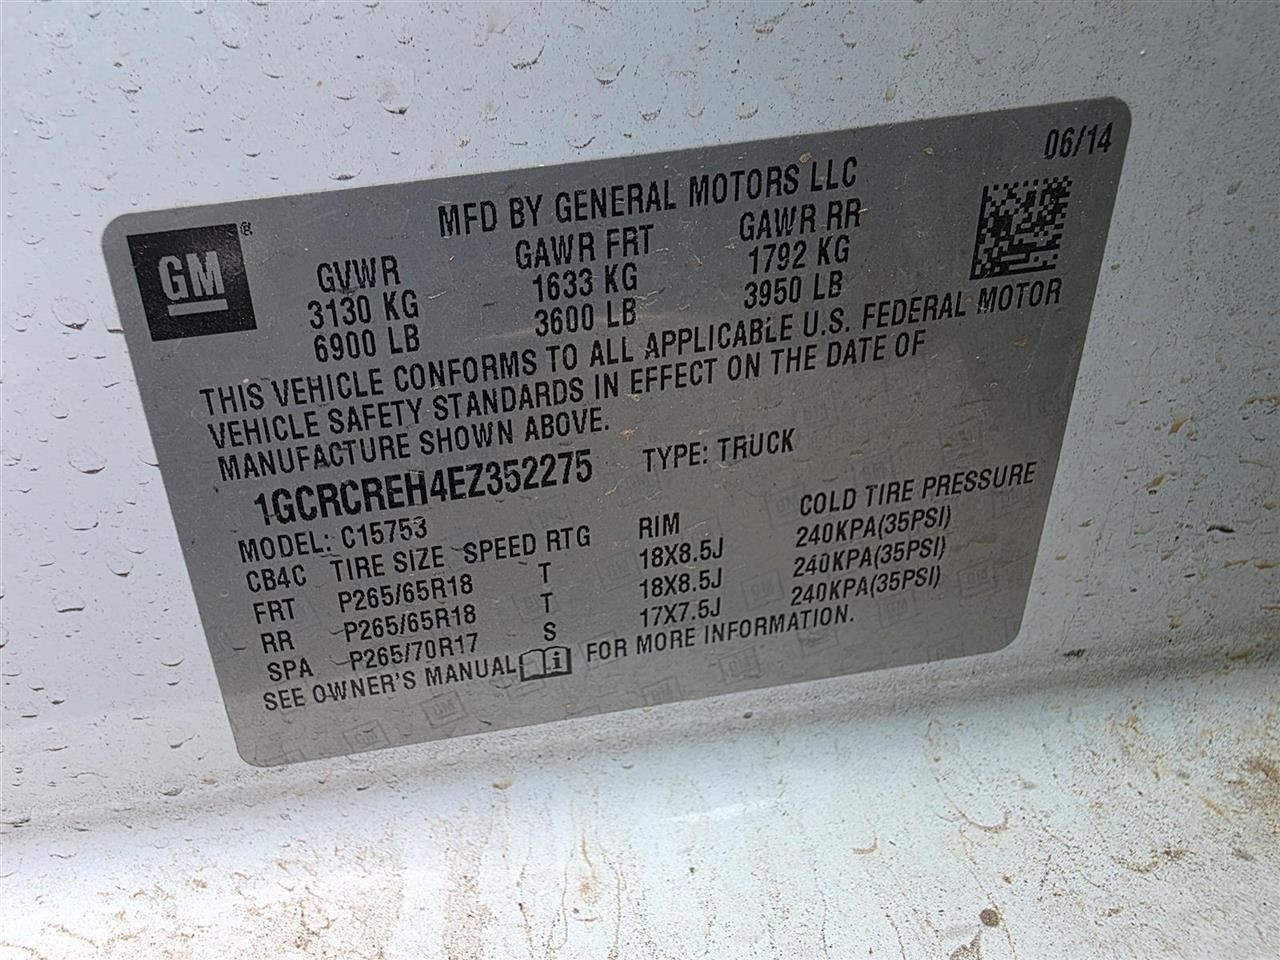 06/14
MFD BY GENERAL MOTORS LLC
GM®
GVWR GAWR FRT GAWR RR
3130 KG 1633 KG 1792 KG
6900 LB 3600 LB 3950 LB
THIS VEHICLE CONFORMS TO ALL APPLICABLE U.S. FEDERAL MOTOR
VEHICLE SAFETY STANDARDS IN EFFECT ON THE DATE OF
MANUFACTURE SHOWN ABOVE.
1GCRCREH4EZ352275 TYPE: TRUCK
MODEL: C15753
CB4C TIRE SIZE SPEED RTG RIM COLD TIRE PRESSURE
FRT P265/65R18 T 18X8.5J 240KPA(35PSI)
RR P265/65R18 T 18X8.5J 240KPA(35PSI)
SPA P265/70R17 S 17X7.5J 240KPA(35PSI)
SEE OWNER'S MANUAL i FOR MORE INFORMATION.